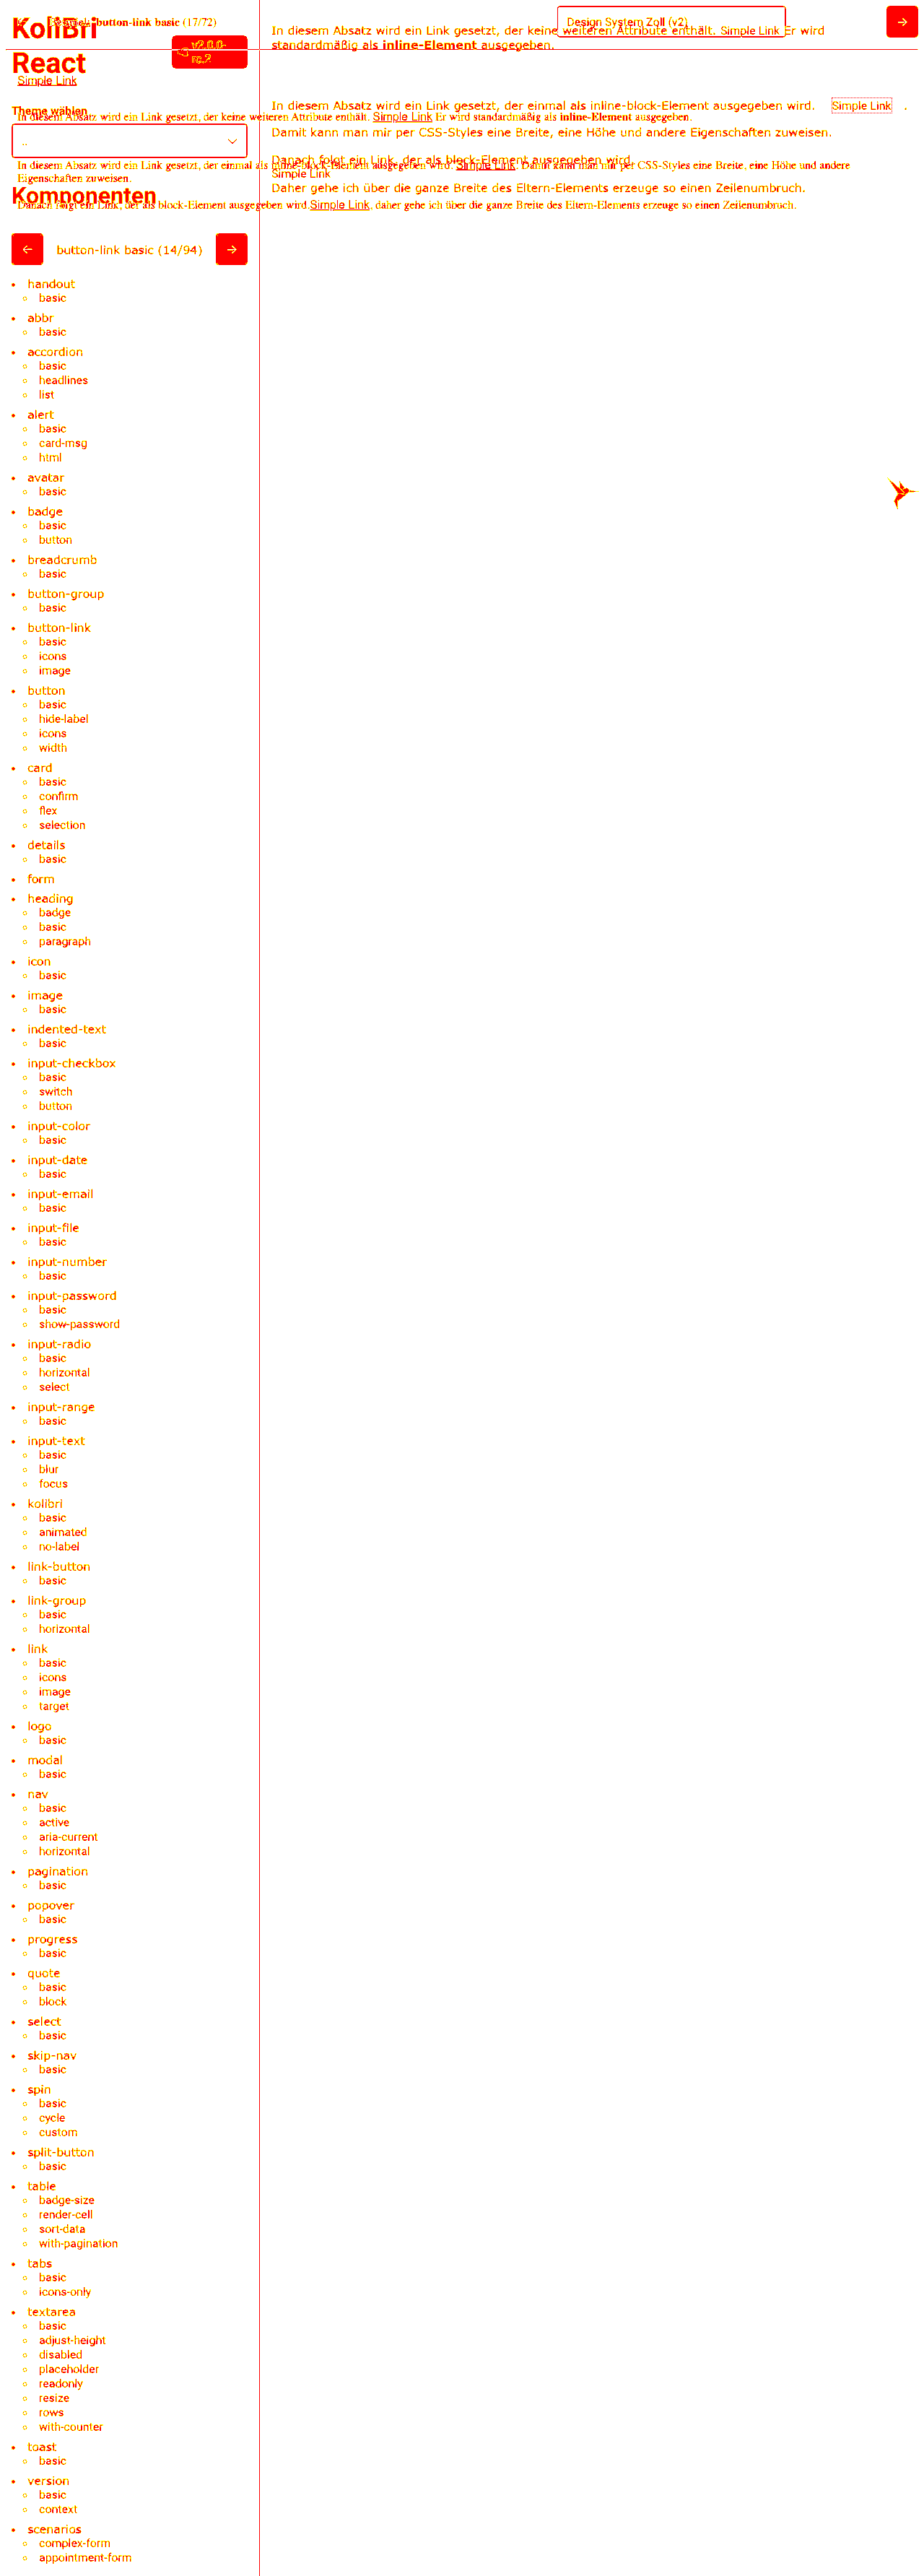 KoliBri
React
v2.0.0-
rc.2
button-link basic (17/72)
Design System Zoll (v2)
In diesem Absatz wird ein Link gesetzt, der keine weiteren Attribute enthält. Simple Link Er wird
standardmäßig als inline-Element ausgegeben.
Simple Link
Theme wählen
..
In diesem Absatz wird ein Link gesetzt, der einmal als inline-block-Element ausgegeben wird. Simple Link .
In diesem Absatz wird ein Link gesetzt, der keine weiteren Attribute enthält. Simple Link Er wird standardmäßig als inline-Element ausgegeben.
Damit kann man mir per CSS-Styles eine Breite, eine Höhe und andere Eigenschaften zuweisen.
Danach folgt ein Link, der als block-Element ausgegeben wird.
In diesem Absatz wird ein Link gesetzt, der einmal als inline-block-Element ausgegeben wird. Simple Link. Damit kann man mir per CSS-Styles eine Breite, eine Höhe und andere
Eigenschaften zuweisen.
Simple Link
Daher gehe ich über die ganze Breite des Eltern-Elements erzeuge so einen Zeilenumbruch.
Komponenten
Danach folgt ein Link, der als block-Element ausgegeben wird.Simple Link, daher gehe ich über die ganze Breite des Eltern-Elements erzeuge so einen Zeilenumbruch.
button-link basic (14/94)
handout
basic
abbr
basic
accordion
basic
headlines
list
alert
basic
card-msg
html
avatar
basic
badge
basic
button
breadcrumb
basic
button-group
basic
button-link
basic
icons
image
button
basic
hide-label
icons
width
card
basic
confirm
flex
selection
details
basic
form
heading
badge
basic
paragraph
icon
basic
image
basic
indented-text
basic
input-checkbox
basic
switch
button
input-color
basic
input-date
basic
input-email
basic
input-file
basic
input-number
basic
input-password
basic
show-password
input-radio
basic
horizontal
select
input-range
basic
input-text
basic
blur
focus
kolibri
basic
animated
no-label
link-button
basic
link-group
basic
horizontal
link
basic
icons
image
target
logo
basic
modal
basic
nav
basic
active
aria-current
horizontal
pagination
basic
popover
basic
progress
basic
quote
basic
block
select
basic
skip-nav
basic
spin
basic
cycle
custom
split-button
basic
table
badge-size
render-cell
sort-data
with-pagination
tabs
basic
icons-only
textarea
basic
adjust-height
disabled
placeholder
readonly
resize
rows
with-counter
toast
basic
version
basic
context
scenarios
complex-form
appointment-form